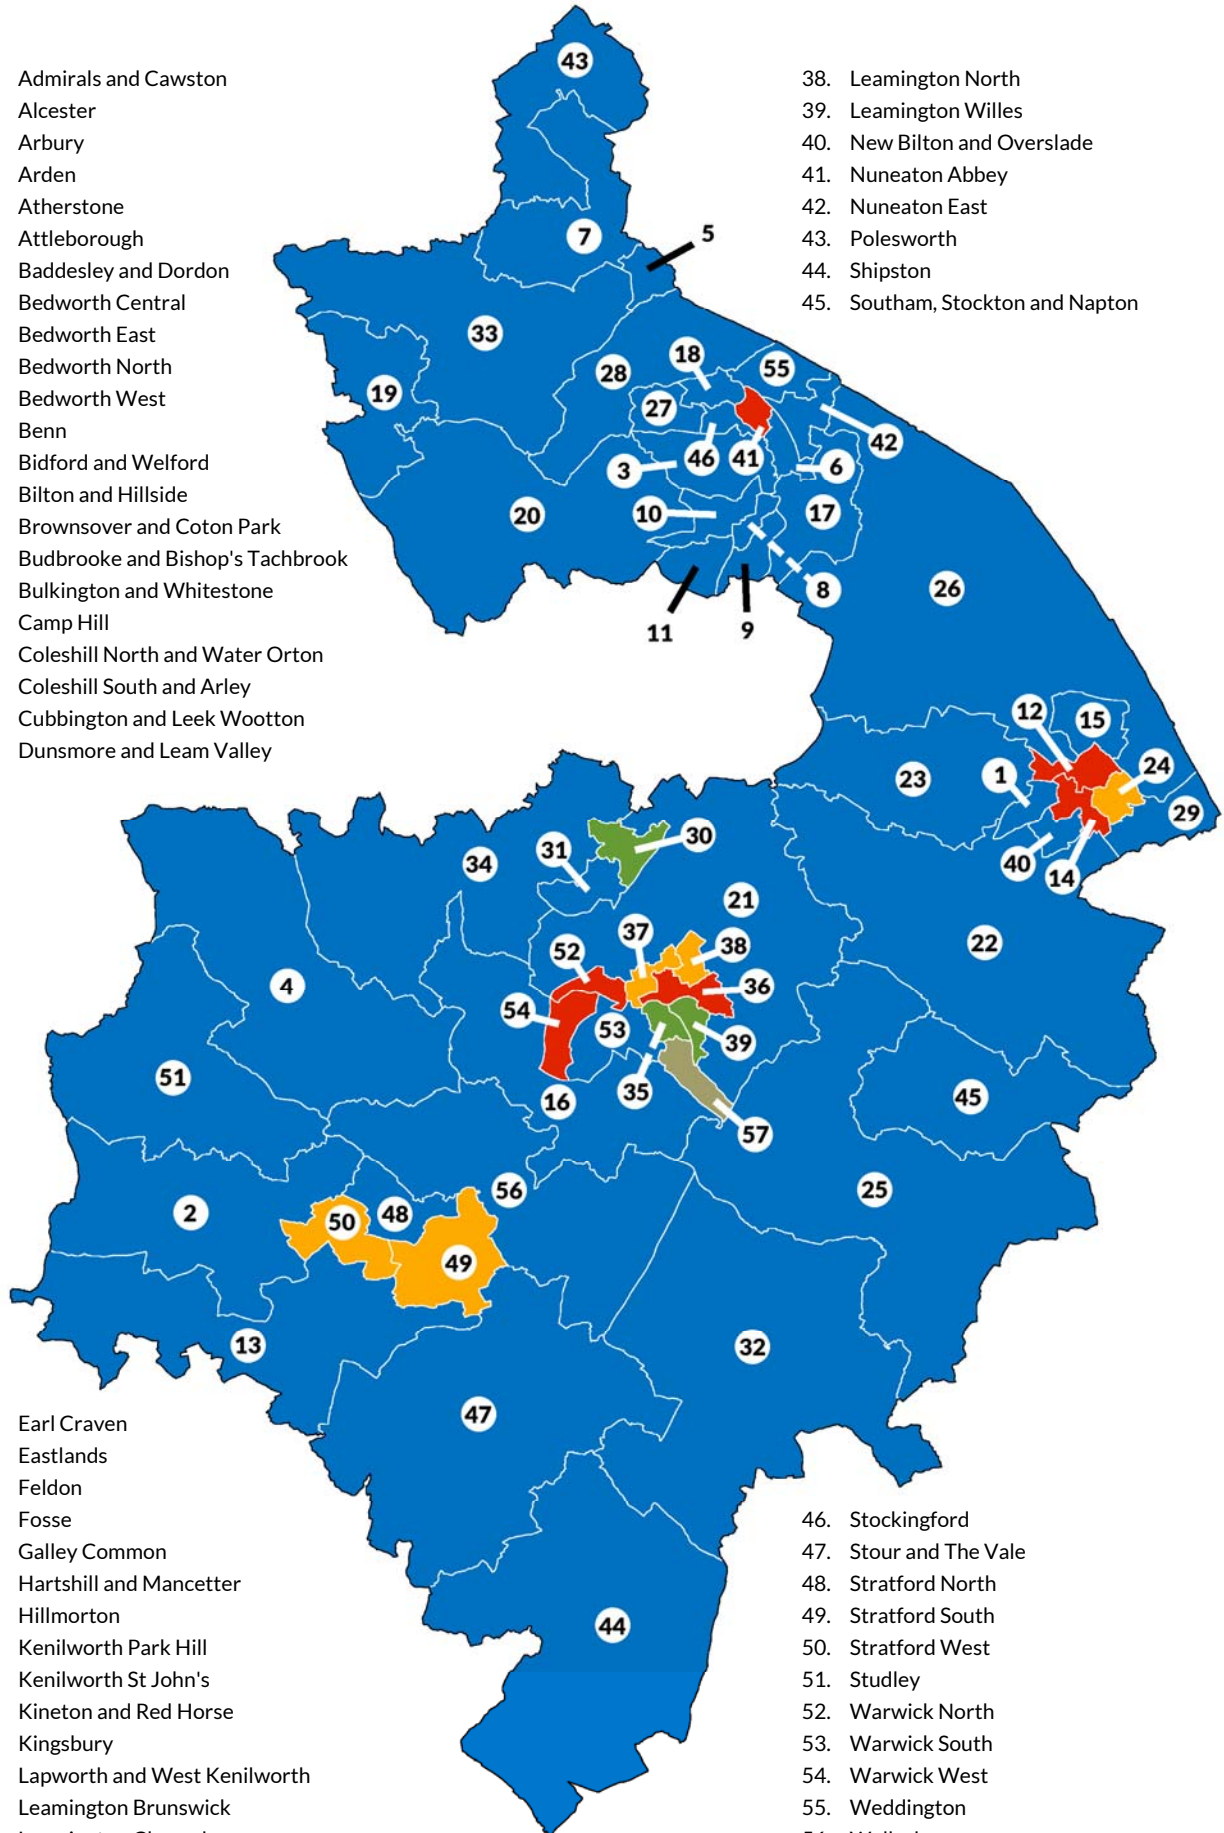 Admirals and Cawston
Alcester
Arbury
Arden
Atherstone
Attleborough
Baddesley and Dordon
Bedworth Central
Bedworth East
Bedworth North
Bedworth West
Benn
Bidford and Welford
Bilton and Hillside
Brownsover and Coton Park
Budbrooke and Bishop's Tachbrook
Bulkington and Whitestone
Camp Hill
Coleshill North and Water Orton
Coleshill South and Arley
Cubbington and Leek Wootton
Dunsmore and Leam Valley
38. Leamington North
39. Leamington Willes
40. New Bilton and Overslade
41. Nuneaton Abbey
42. Nuneaton East
43. Polesworth
44. Shipston
45. Southam, Stockton and Napton
43
7
5
33
28
18
55
19
27
42
3
46
41
6
20
10
17
8
26
11
9
12
15
23
1
24
29
40
14
34
31
30
21
22
37
38
52
36
4
54
53
39
51
16
35
57
45
2
50
48
56
49
25
13
32
47
44
Earl Craven
Eastlands
Feldon
Fosse
Galley Common
Hartshill and Mancetter
Hillmorton
Kenilworth Park Hill
Kenilworth St John's
Kineton and Red Horse
Kingsbury
Lapworth and West Kenilworth
Leamington Brunswick
46. Stockingford
47. Stour and The Vale
48. Stratford North
49. Stratford South
50. Stratford West
51. Studley
52. Warwick North
53. Warwick South
54. Warwick West
55. Weddington